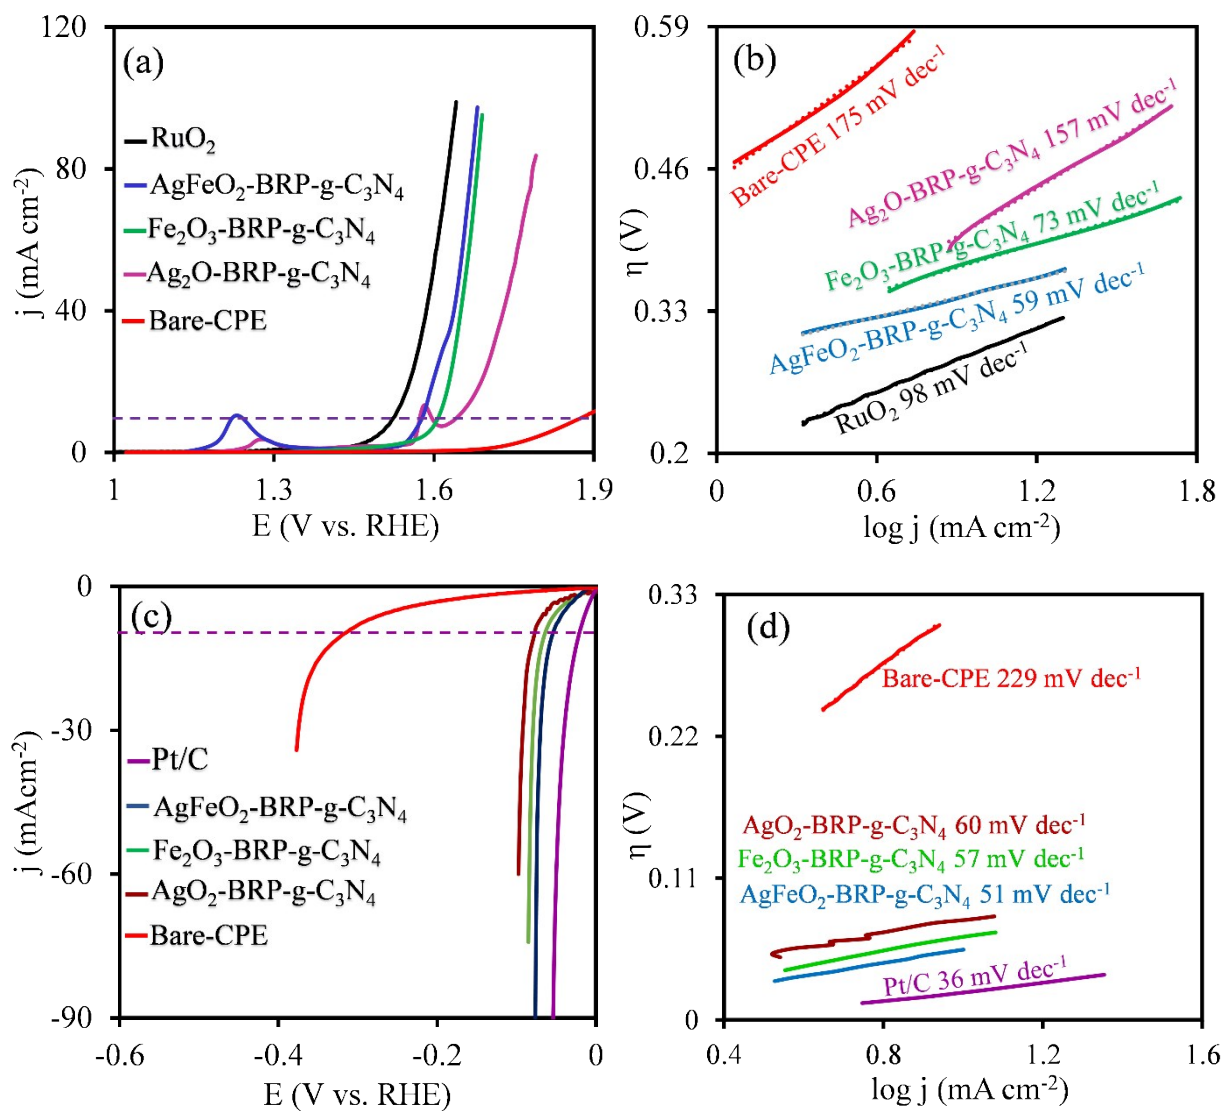 (a)
120
80
40
0
j (mA cm⁻²)
RuO₂
AgFeO₂-BRP-g-C₃N₄
Fe₂O₃-BRP-g-C₃N₄
Ag₂O-BRP-g-C₃N₄
Bare-CPE
1 1.3 1.6 1.9
E (V vs. RHE)
(b)
0.59
0.46
0.33
0.2
η (V)
Bare-CPE 175 mV dec⁻¹
Ag₂O-BRP-g-C₃N₄ 157 mV dec⁻¹
Fe₂O₃-BRP-g-C₃N₄ 73 mV dec⁻¹
AgFeO₂-BRP-g-C₃N₄ 59 mV dec⁻¹
RuO₂ 98 mV dec⁻¹
0 0.6 1.2 1.8
log j (mA cm⁻²)
(c)
0
-30
-60
-90
j (mAcm⁻²)
Pt/C
AgFeO₂-BRP-g-C₃N₄
Fe₂O₃-BRP-g-C₃N₄
AgO₂-BRP-g-C₃N₄
Bare-CPE
-0.6 -0.4 -0.2 0
E (V vs. RHE)
(d)
0.33
0.22
0.11
0
η (V)
Bare-CPE 229 mV dec⁻¹
AgO₂-BRP-g-C₃N₄ 60 mV dec⁻¹
Fe₂O₃-BRP-g-C₃N₄ 57 mV dec⁻¹
AgFeO₂-BRP-g-C₃N₄ 51 mV dec⁻¹
Pt/C 36 mV dec⁻¹
0.4 0.8 1.2 1.6
log j (mA cm⁻²)